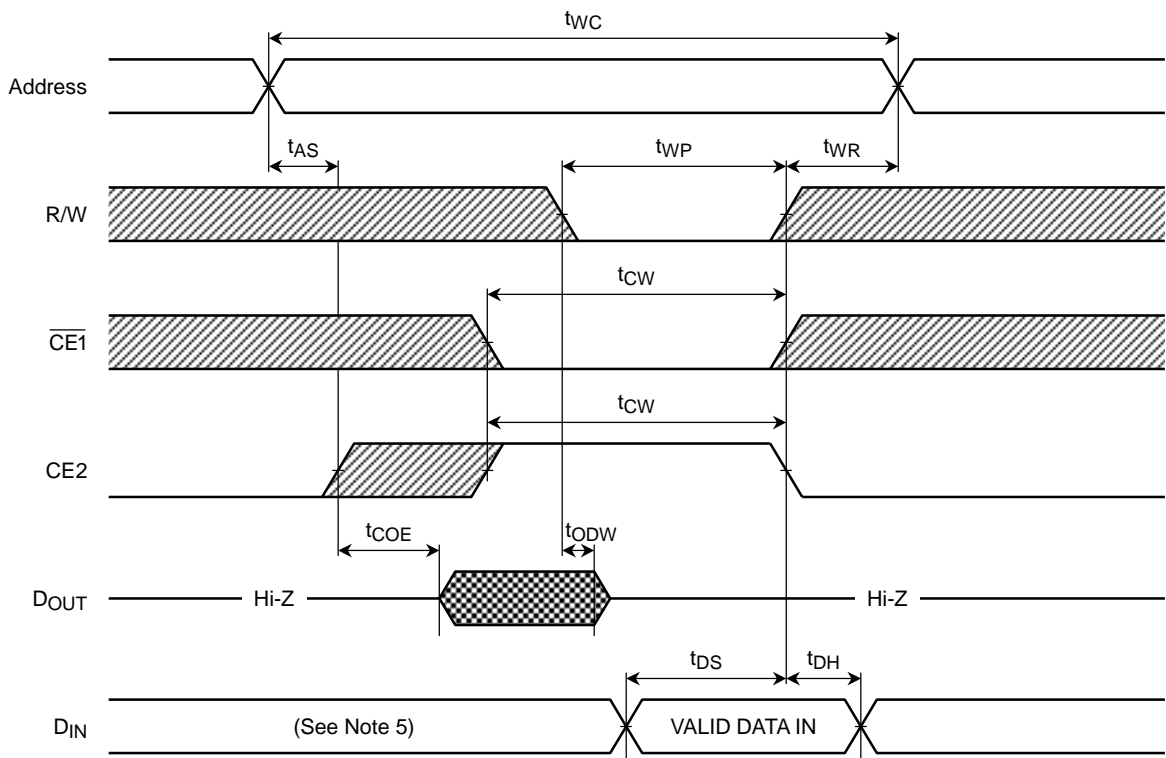 tWC
Address
tAS
tWP
tWR
R/W
tCW
CE1
tCW
CE2
tCOE
tODW
DOUT
Hi-Z
Hi-Z
tDS
tDH
DIN
(See Note 5)
VALID DATA IN